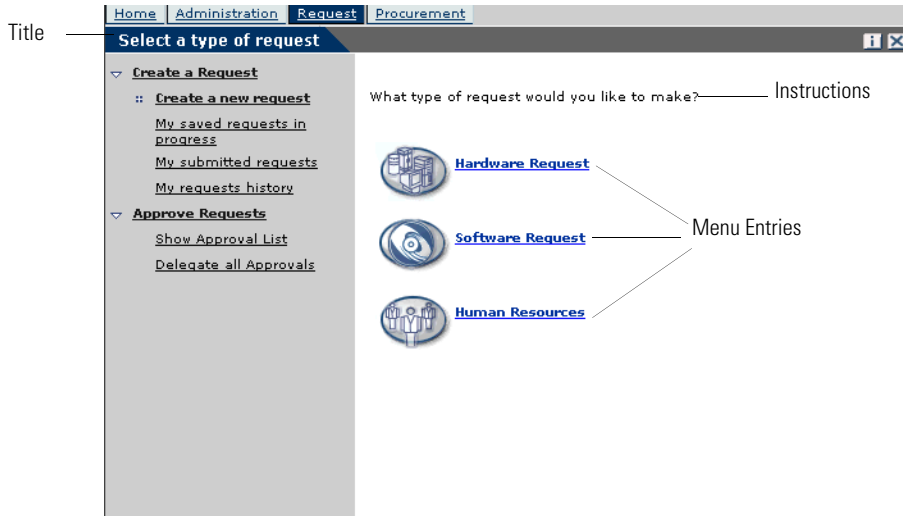 Home Administration Request Procurement
Title
Select a type of request
Create a Request
Create a new request
My saved requests in
progress
My submitted requests
My requests history
Approve Requests
Show Approval List
Delegate all Approvals
What type of request would you like to make?
Instructions
Hardware Request
Software Request
Human Resources
Menu Entries